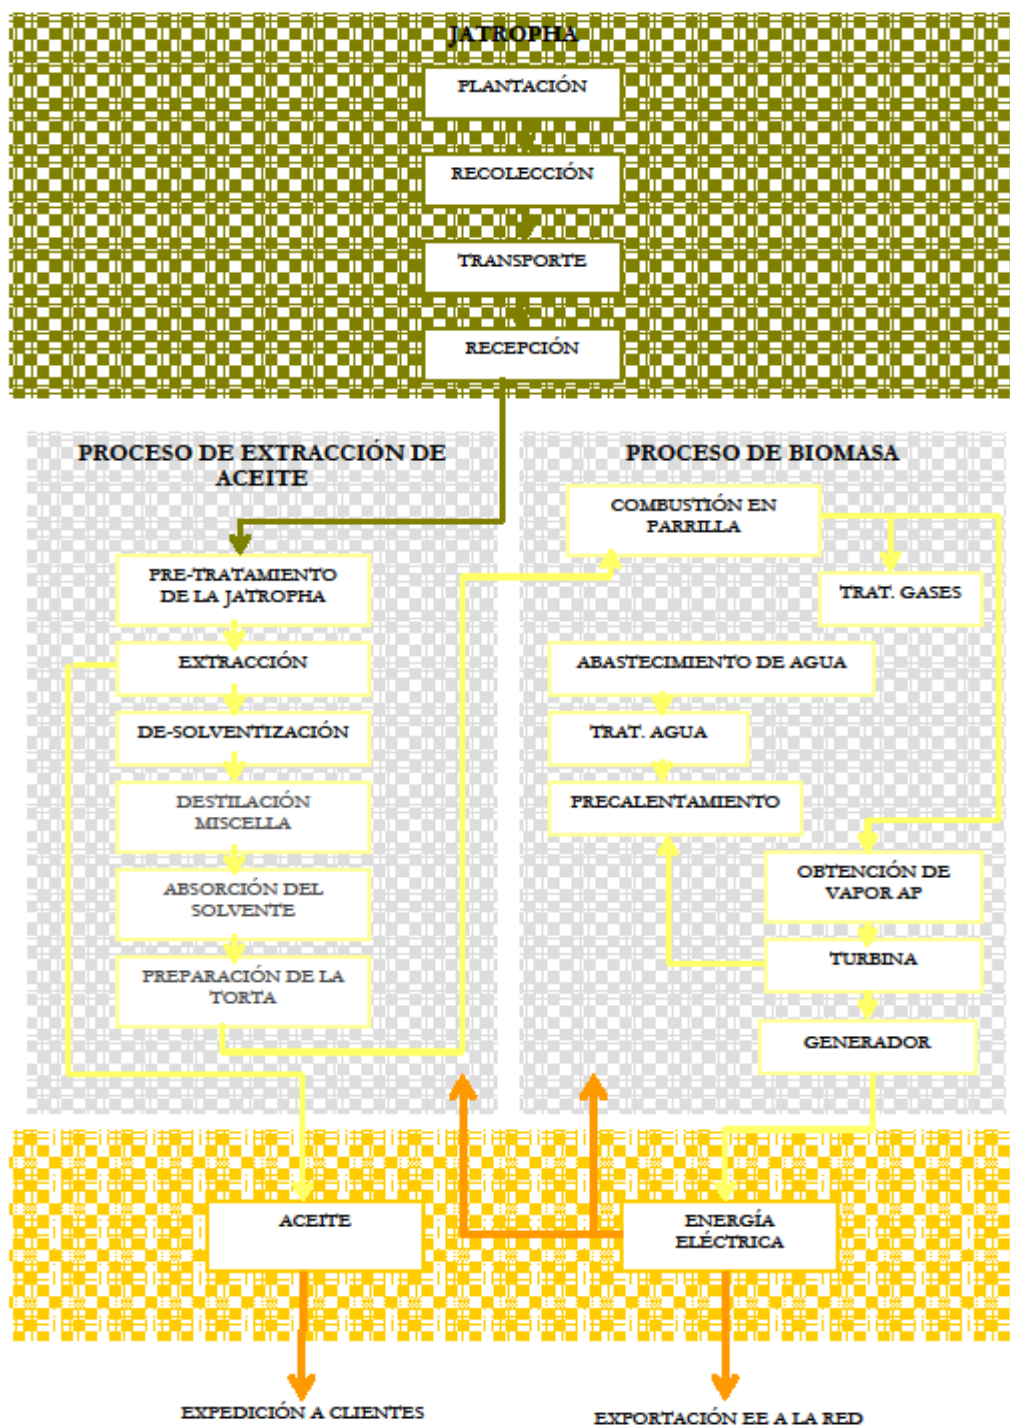 JATROPHA
PLANTACIÓN
RECOLECCIÓN
TRANSPORTE
RECEPCIÓN
PROCESO DE EXTRACCIÓN DE
ACEITE
PRE-TRATAMIENTO
DE LA JATROPHA
EXTRACCIÓN
DE-SOLVENTIZACIÓN
DESTILACIÓN
MISCELLA
ABSORCIÓN DEL
SOLVENTE
PREPARACIÓN DE LA
TORTA
PROCESO DE BIOMASA
COMBUSTIÓN EN
PARRILLA
TRAT. GASES
ABASTECIMIENTO DE AGUA
TRAT. AGUA
PRECALENTAMIENTO
OBTENCIÓN DE
VAPOR AP
TURBINA
GENERADOR
ACEITE
ENERGÍA
ELÉCTRICA
EXPEDICIÓN A CLIENTES
EXPORTACIÓN EE A LA RED